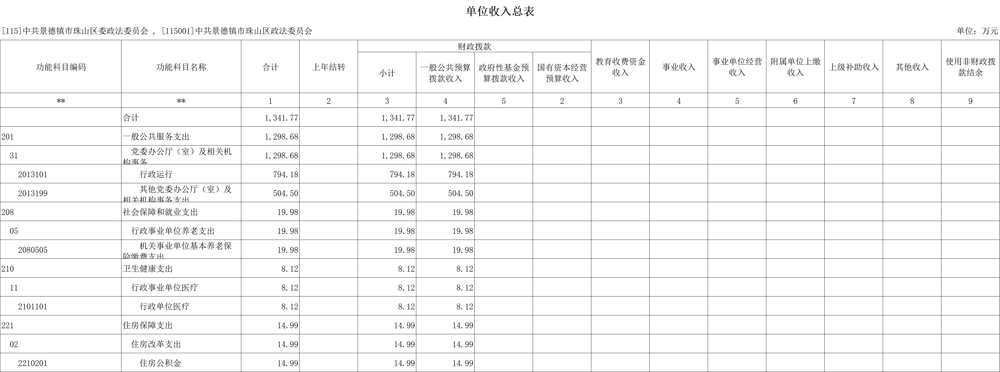 单位收入总表
[115]中共景德镇市珠山区委政法委员会 , [115001]中共景德镇市珠山区政法委员会 单位：万元
功能科目编码 功能科目名称 合计 上年结转 财政拨款 教育收费资金收入 事业收入 事业单位经营收入 附属单位上缴收入 上级补助收入 其他收入 使用非财政拨款结余
小计 一般公共预算拨款收入 政府性基金预算拨款收入 国有资本经营预算收入
** ** 1 2 3 4 5 2 3 4 5 6 7 8 9
合计 1,341.77 1,341.77 1,341.77
201 一般公共服务支出 1,298.68 1,298.68 1,298.68
31 党委办公厅（室）及相关机构事务 1,298.68 1,298.68 1,298.68
2013101 行政运行 794.18 794.18 794.18
2013199 其他党委办公厅（室）及相关机构事务支出 504.50 504.50 504.50
208 社会保障和就业支出 19.98 19.98 19.98
05 行政事业单位养老支出 19.98 19.98 19.98
2080505 机关事业单位基本养老保险缴费支出 19.98 19.98 19.98
210 卫生健康支出 8.12 8.12 8.12
11 行政事业单位医疗 8.12 8.12 8.12
2101101 行政单位医疗 8.12 8.12 8.12
221 住房保障支出 14.99 14.99 14.99
02 住房改革支出 14.99 14.99 14.99
2210201 住房公积金 14.99 14.99 14.99